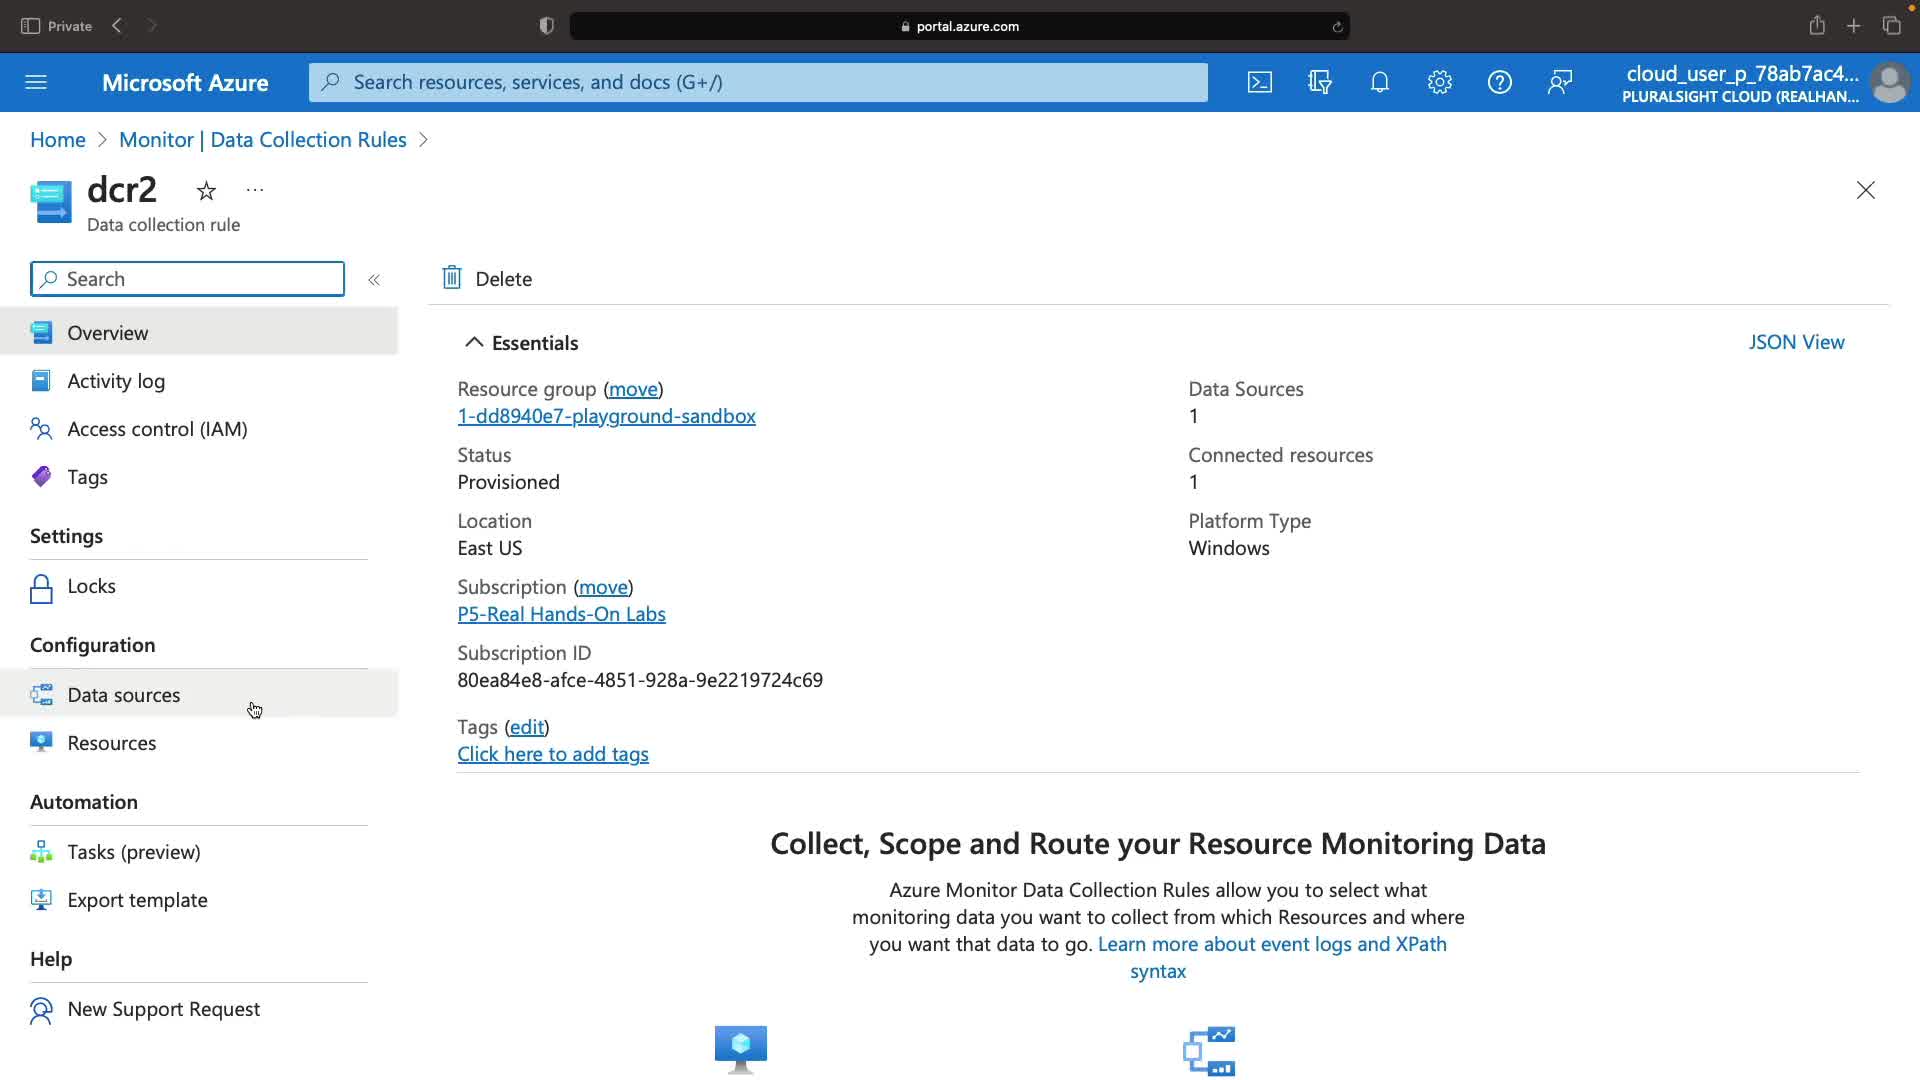 Private
portal.azure.com
Microsoft Azure
Search resources, services, and docs (G+/)
cloud_user_p_78ab7ac4...
PLURALSIGHT CLOUD (REALHAN...
Home > Monitor | Data Collection Rules >
dcr2
Data collection rule
Search
Overview
Activity log
Access control (IAM)
Tags
Settings
Locks
Configuration
Data sources
Resources
Automation
Tasks (preview)
Export template
Help
New Support Request
Delete
Essentials
JSON View
Resource group (move)
1-dd8940e7-playground-sandbox
Status
Provisioned
Location
East US
Subscription (move)
P5-Real Hands-On Labs
Subscription ID
80ea84e8-afce-4851-928a-9e2219724c69
Tags (edit)
Click here to add tags
Data Sources
1
Connected resources
1
Platform Type
Windows
Collect, Scope and Route your Resource Monitoring Data
Azure Monitor Data Collection Rules allow you to select what
monitoring data you want to collect from which Resources and where
you want that data to go. Learn more about event logs and XPath
syntax